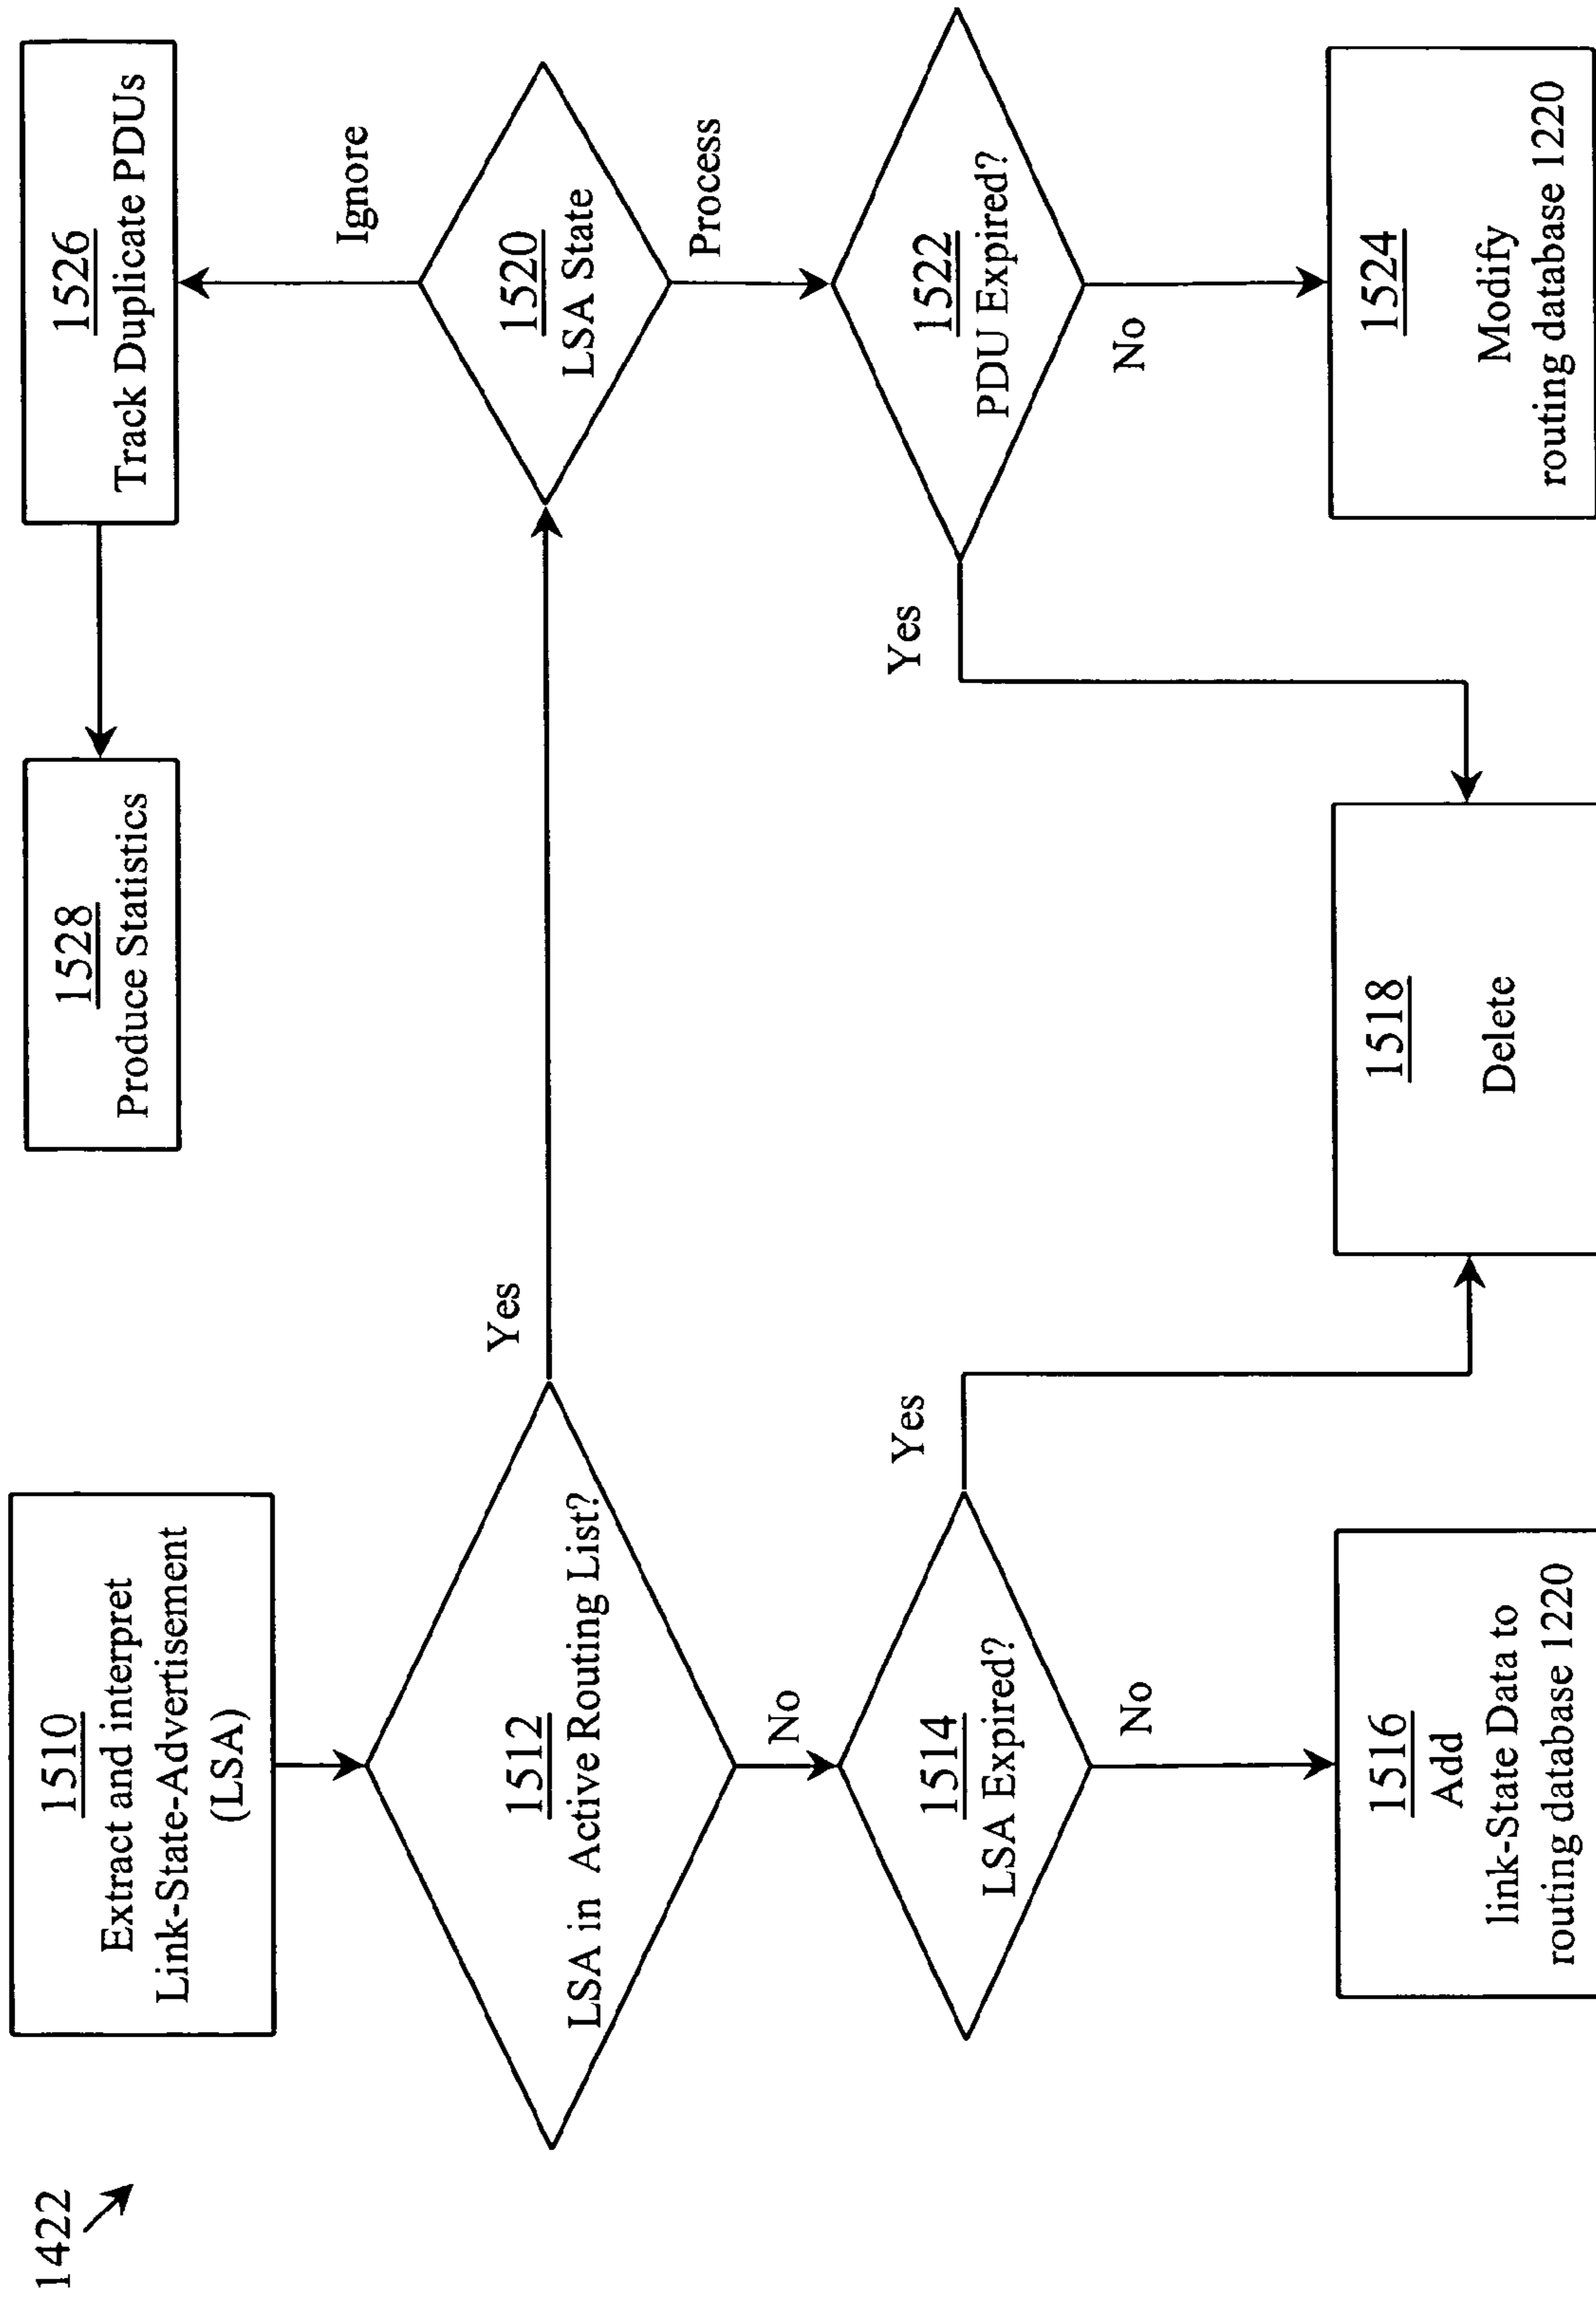 1422
1510
Extract and interpret
Link-State-Advertisement
(LSA)
1528
Produce Statistics
1526
Track Duplicate PDUs
Ignore
1512
LSA in Active Routing List?
Yes
1520
LSA State
No
Process
1514
LSA Expired?
Yes
Yes
1522
PDU Expired?
No
No
1516
Add
link-State Data to
routing database 1220
1518
Delete
1524
Modify
routing database 1220